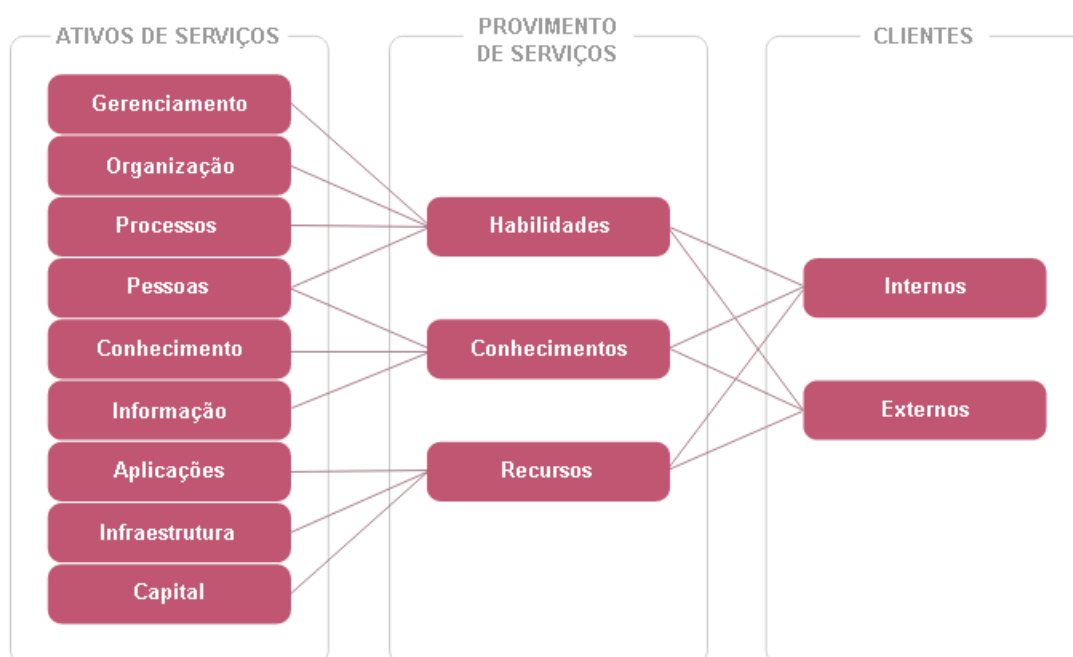 ATIVOS DE SERVIÇOS
Gerenciamento
Organização
Processos
Pessoas
Conhecimento
Informação
Aplicações
Infraestrutura
Capital
PROVIMENTO
DE SERVIÇOS
Habilidades
Conhecimentos
Recursos
CLIENTES
Internos
Externos